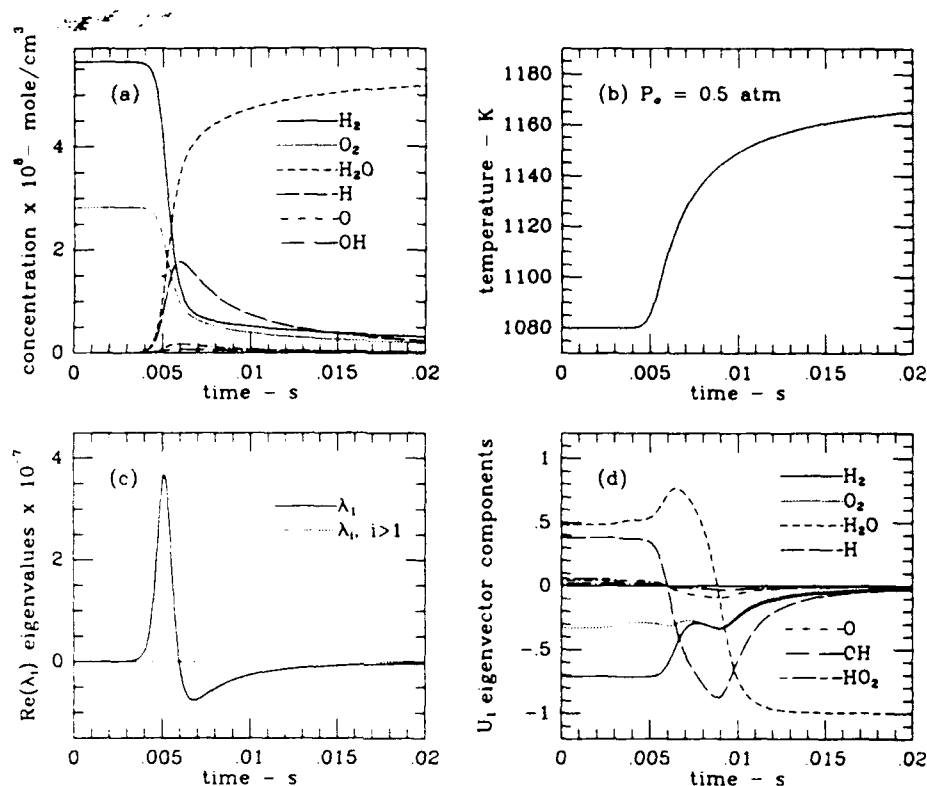 (a)
concentration x 10⁸ – mole/cm³
4
2
0
H₂
O₂
H₂O
H
O
OH
0 .005 .01 .015 .02
time – s
(b) Pₒ = 0.5 atm
temperature – K
1180
1160
1140
1120
1100
1080
0 .005 .01 .015 .02
time – s
(c)
Re(λᵢ) eigenvalues x 10⁻⁷
4
2
0
λ₁
λᵢ, i>1
0 .005 .01 .015 .02
time – s
(d)
U₁ eigenvector components
1
.5
0
-.5
-1
H₂
O₂
H₂O
H
O
OH
HO₂
0 .005 .01 .015 .02
time – s